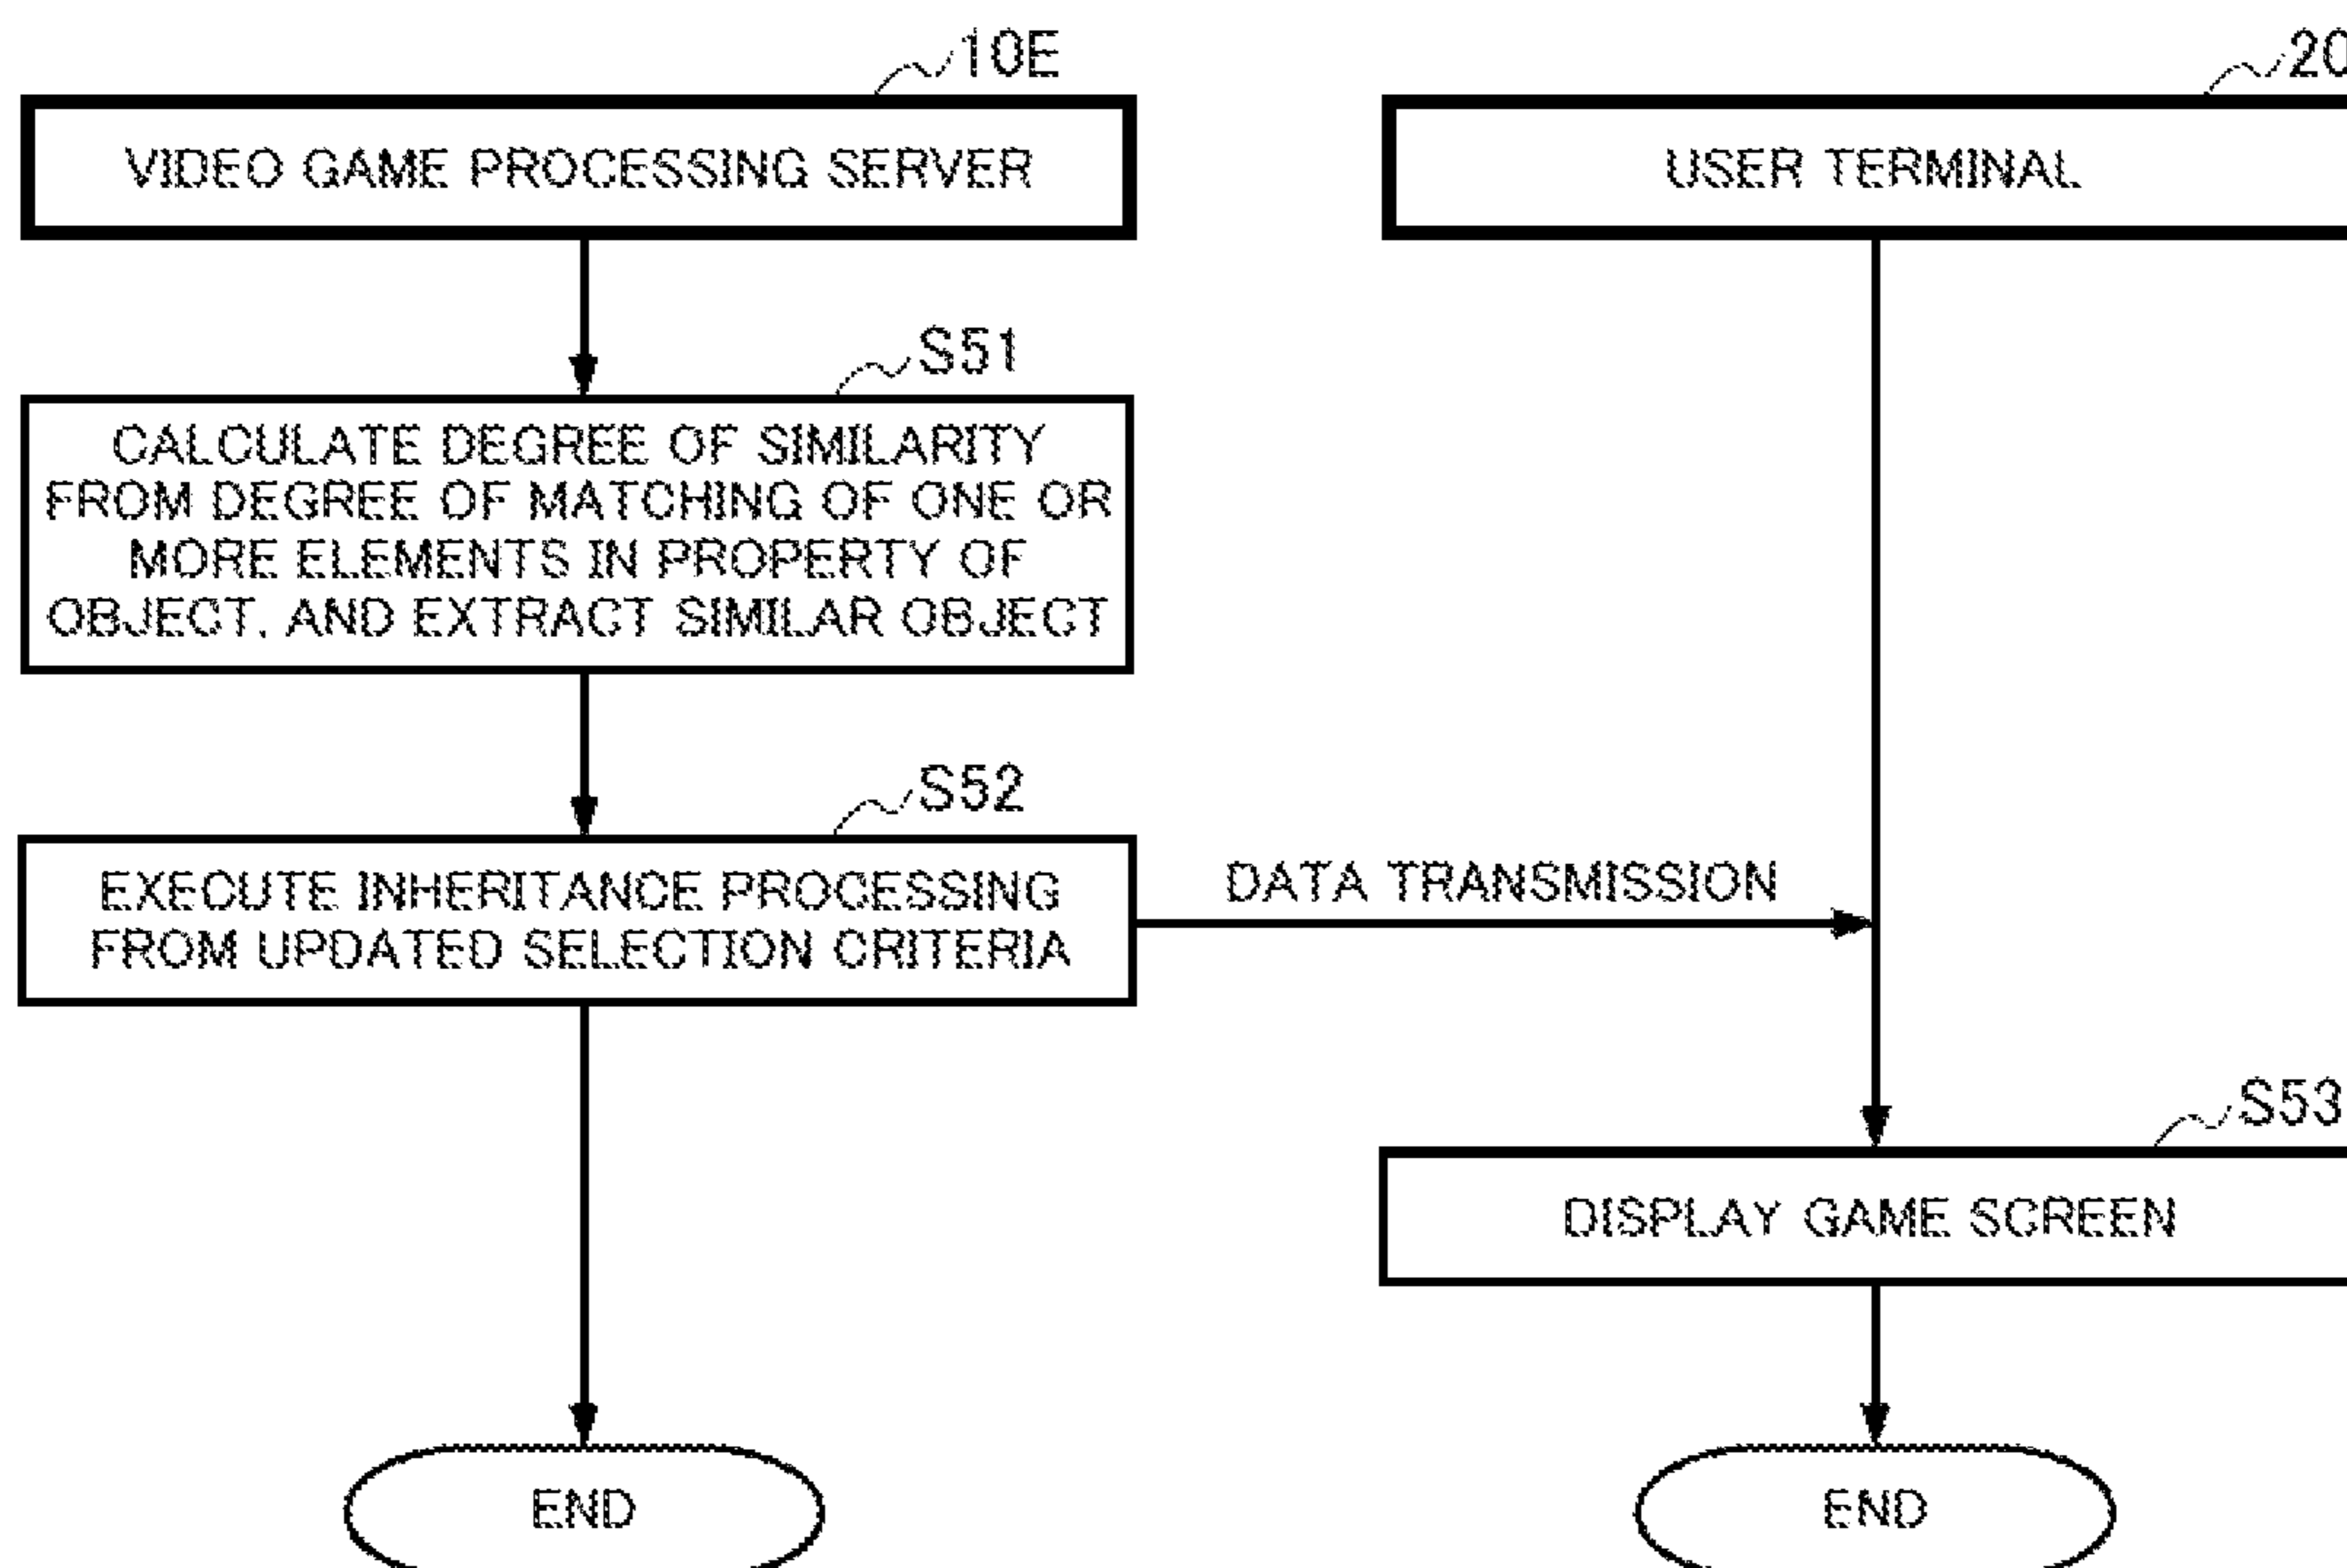 10E
20
VIDEO GAME PROCESSING SERVER
USER TERMINAL
S51
CALCULATE DEGREE OF SIMILARITY
FROM DEGREE OF MATCHING OF ONE OR
MORE ELEMENTS IN PROPERTY OF
OBJECT, AND EXTRACT SIMILAR OBJECT
S52
EXECUTE INHERITANCE PROCESSING
FROM UPDATED SELECTION CRITERIA
DATA TRANSMISSION
S53
DISPLAY GAME SCREEN
END
END